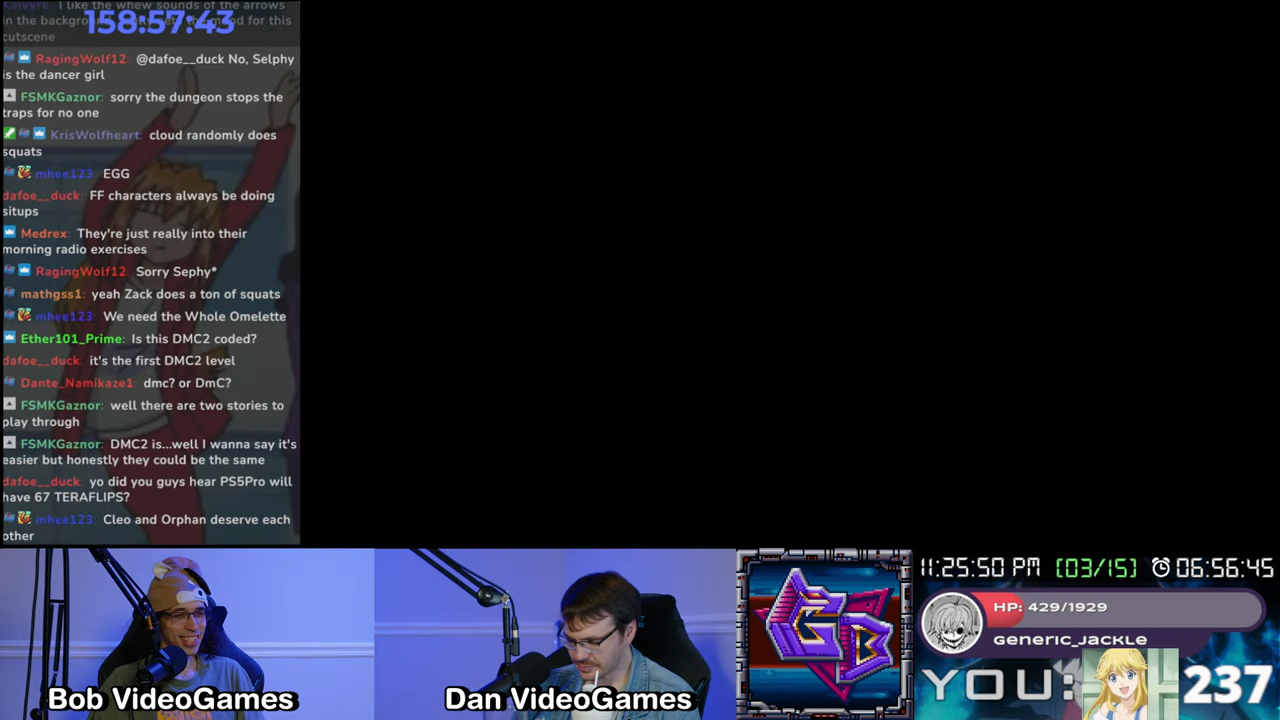 Kaivyre: I like the whew sounds of the arrows
in the background
158:57:43
the mood for this
cutscene
RagingWolf12: @dafoe__duck No, Selphy
is the dancer girl
FSMKGaznor: sorry the dungeon stops the
traps for no one
KrisWolfheart: cloud randomly does
squats
mhee123: EGG
dafoe__duck: FF characters always be doing
situps
Medrex: They're just really into their
morning radio exercises
RagingWolf12: Sorry Sephy*
mathgss1: yeah Zack does a ton of squats
mhee123: We need the Whole Omelette
Ether101_Prime: Is this DMC2 coded?
dafoe__duck: it's the first DMC2 level
Dante_Namikaze1: dmc? or DmC?
FSMKGaznor: well there are two stories to
play through
FSMKGaznor: DMC2 is...well I wanna say it's
easier but honestly they could be the same
dafoe__duck: yo did you guys hear PS5Pro will
have 67 TERAFLIPS?
mhee123: Cleo and Orphan deserve each
other
Bob VideoGames
Dan VideoGames
GB
11:25:50 PM [03/15] 06:56:45
HP: 429/1929
Generic_Jackle
YOU: 237